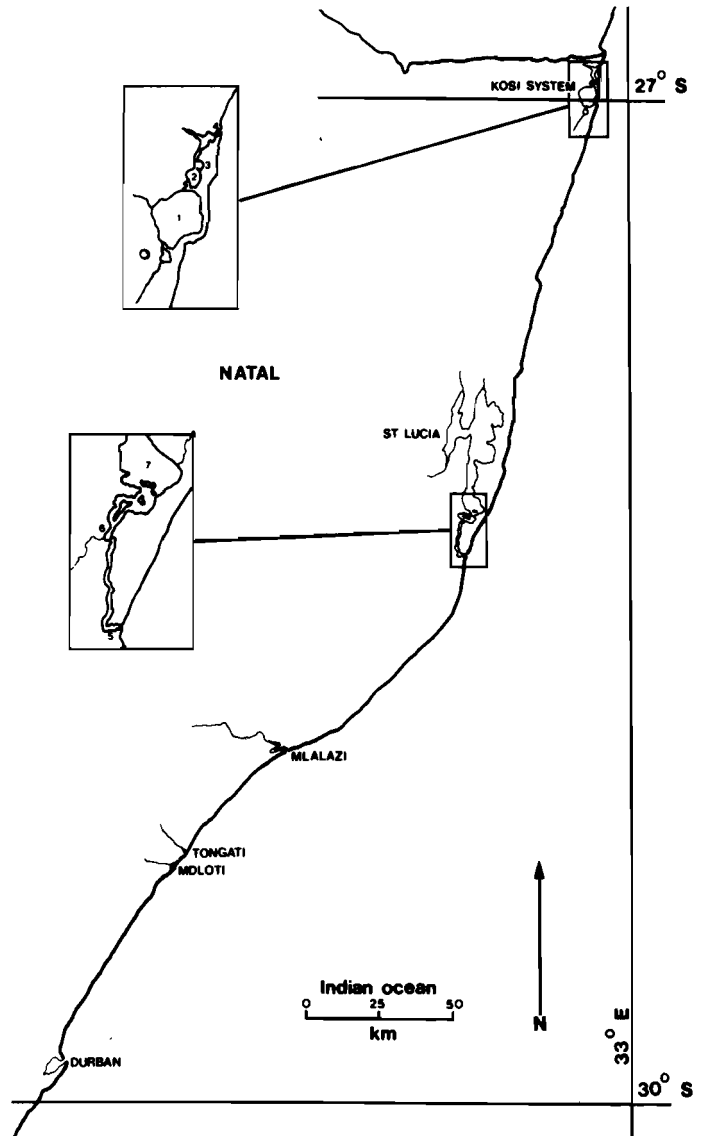 KOSI SYSTEM
27° S
4
3
2
1
NATAL
ST LUCIA
7
6
5
MLALAZI
TONGATI
MDLOTI
Indian ocean
0 25 50
km
N
33° E
DURBAN
30° S